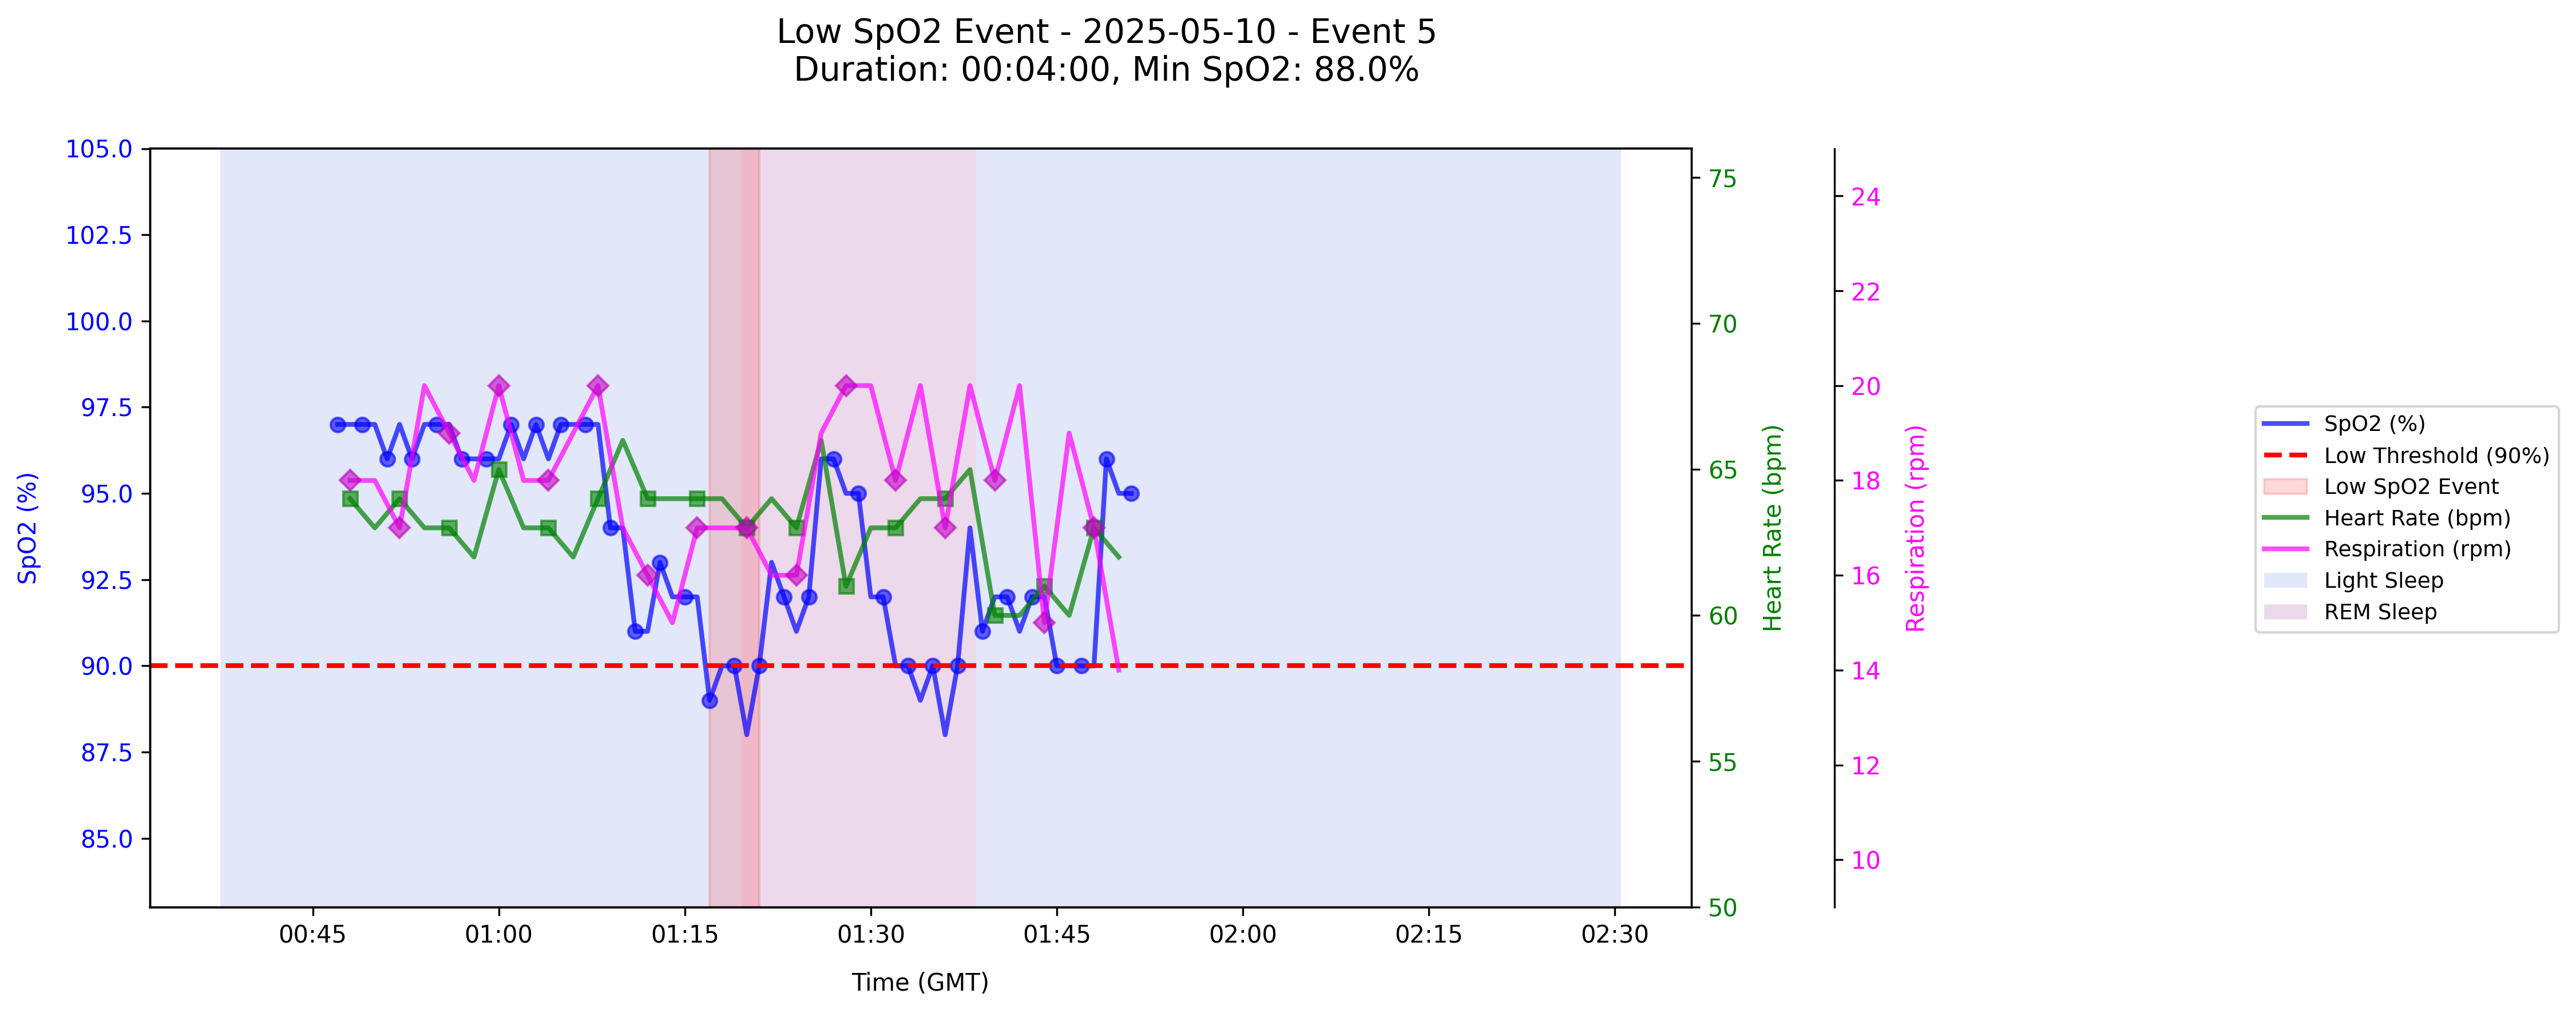 Low SpO2 Event - 2025-05-10 - Event 5
Duration: 00:04:00, Min SpO2: 88.0%
105.0
102.5
100.0
97.5
95.0
92.5
90.0
87.5
85.0
SpO2 (%)
75
70
65
60
55
50
Heart Rate (bpm)
24
22
20
18
16
14
12
10
Respiration (rpm)
SpO2 (%)
Low Threshold (90%)
Low SpO2 Event
Heart Rate (bpm)
Respiration (rpm)
Light Sleep
REM Sleep
00:45 01:00 01:15 01:30 01:45 02:00 02:15 02:30
Time (GMT)